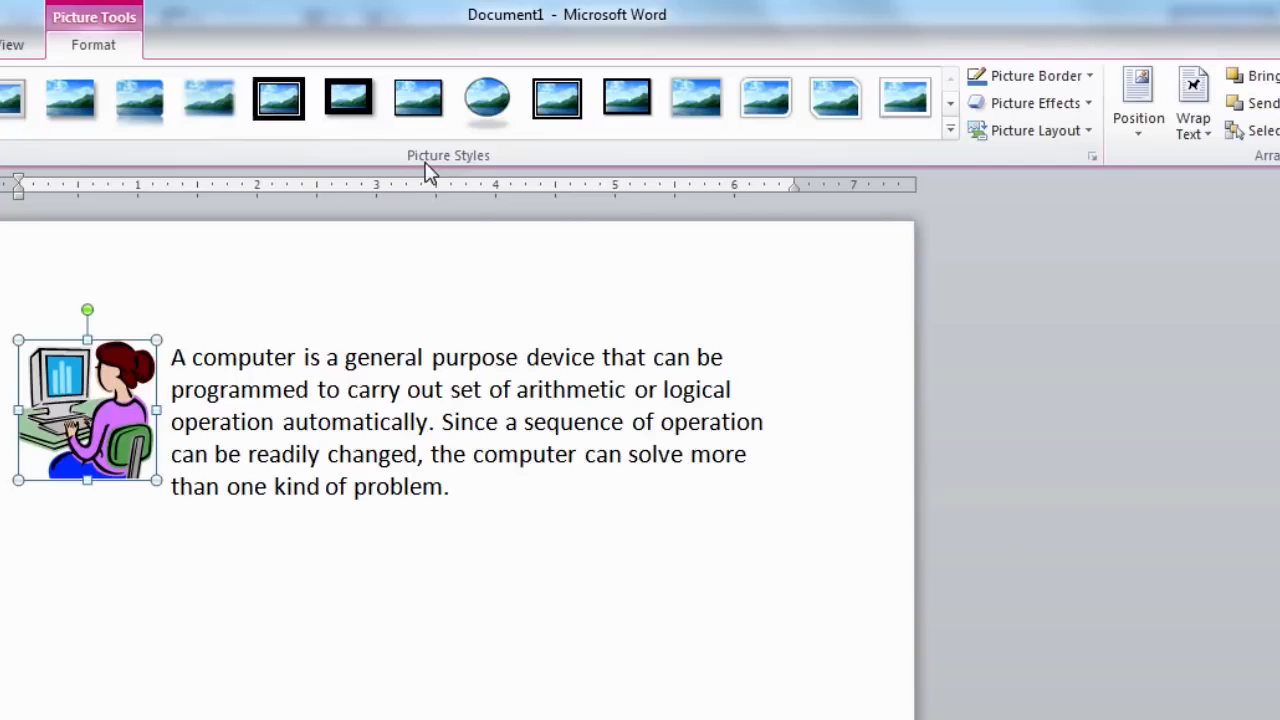 Picture Tools
Document1 - Microsoft Word
View
Format
Picture Border
Picture Effects
Picture Layout
Position
Wrap
Text
Bring
Send
Selec
Picture Styles
Arra
1 2 3 4 5 6 7
A computer is a general purpose device that can be
programmed to carry out set of arithmetic or logical
operation automatically. Since a sequence of operation
can be readily changed, the computer can solve more
than one kind of problem.